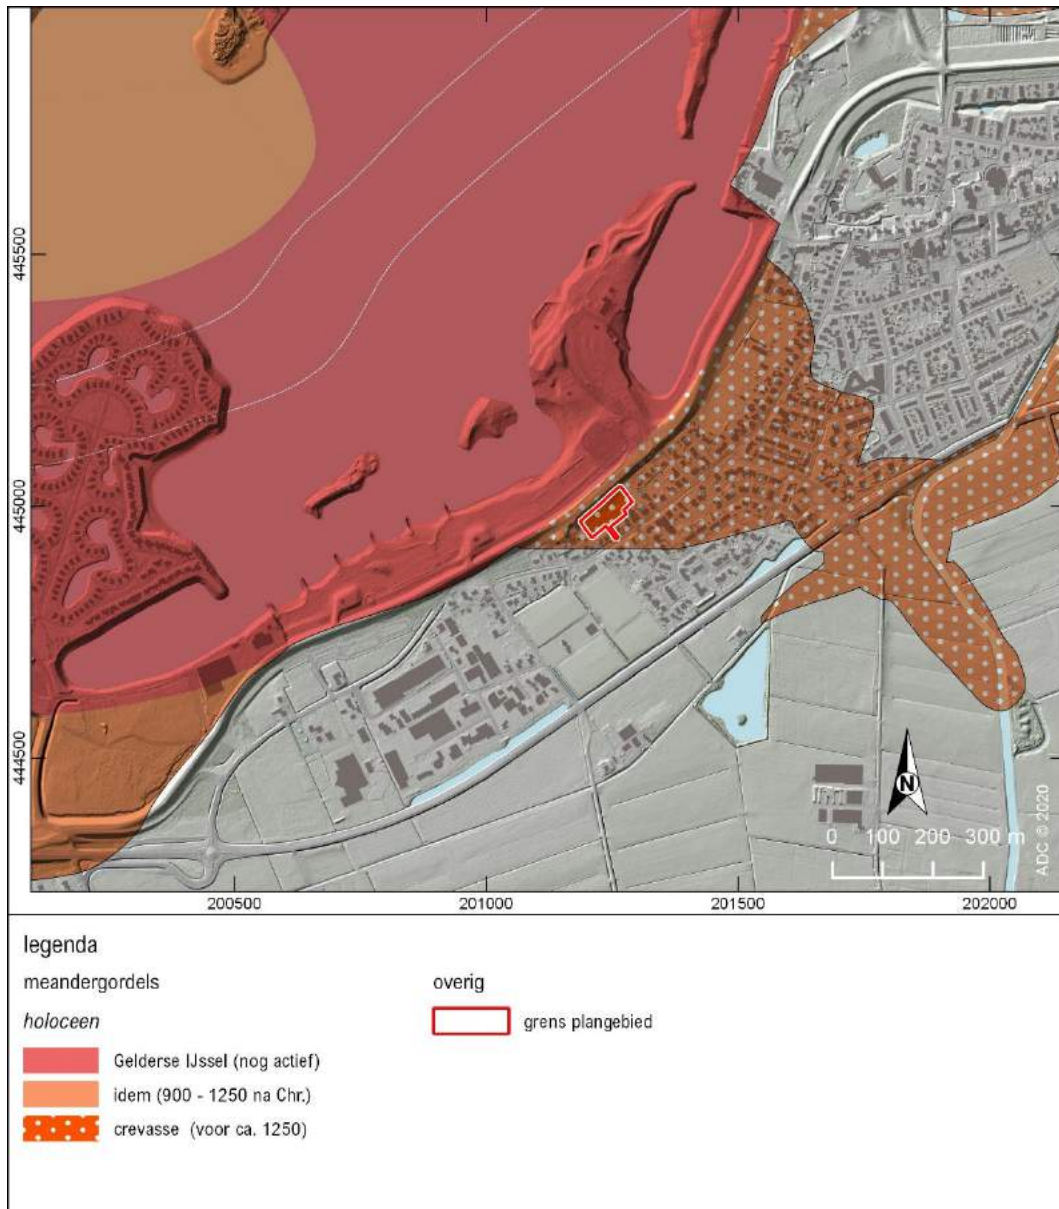 445500
445000
444500
N
0 100 200 300 m
ADC © 2020
200500 201000 201500 202000
legenda
meandergordels
overig
holoceen
grens plangebied
Gelderse IJssel (nog actief)
idem (900 - 1250 na Chr.)
crevasse (voor ca. 1250)